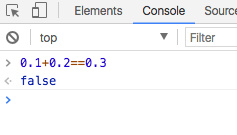 Elements Console Source
top Filter
> 0.1+0.2==0.3
< false
>